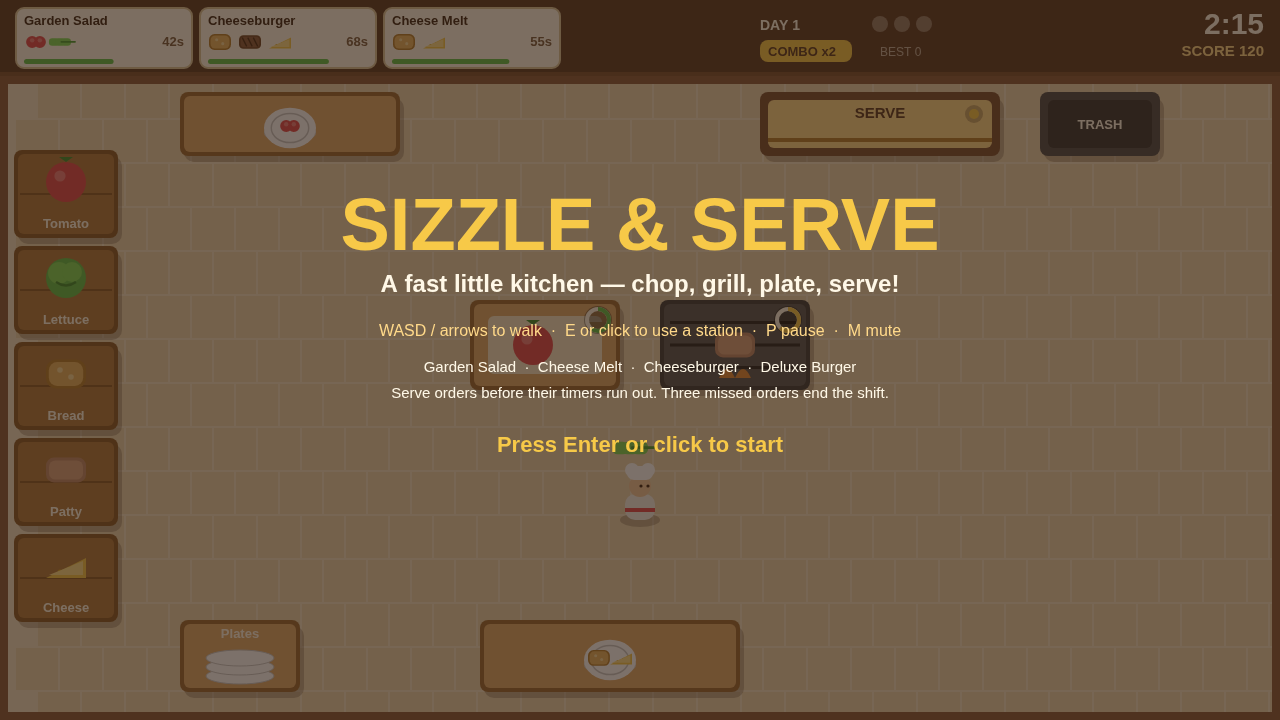 Garden Salad
42s
Cheeseburger
68s
Cheese Melt
55s
DAY 1
COMBO x2
BEST 0
2:15
SCORE 120
SERVE
TRASH
Tomato
Lettuce
Bread
Patty
Cheese
SIZZLE & SERVE
A fast little kitchen — chop, grill, plate, serve!
WASD / arrows to walk · E or click to use a station · P pause · M mute
Garden Salad · Cheese Melt · Cheeseburger · Deluxe Burger
Serve orders before their timers run out. Three missed orders end the shift.
Press Enter or click to start
Plates